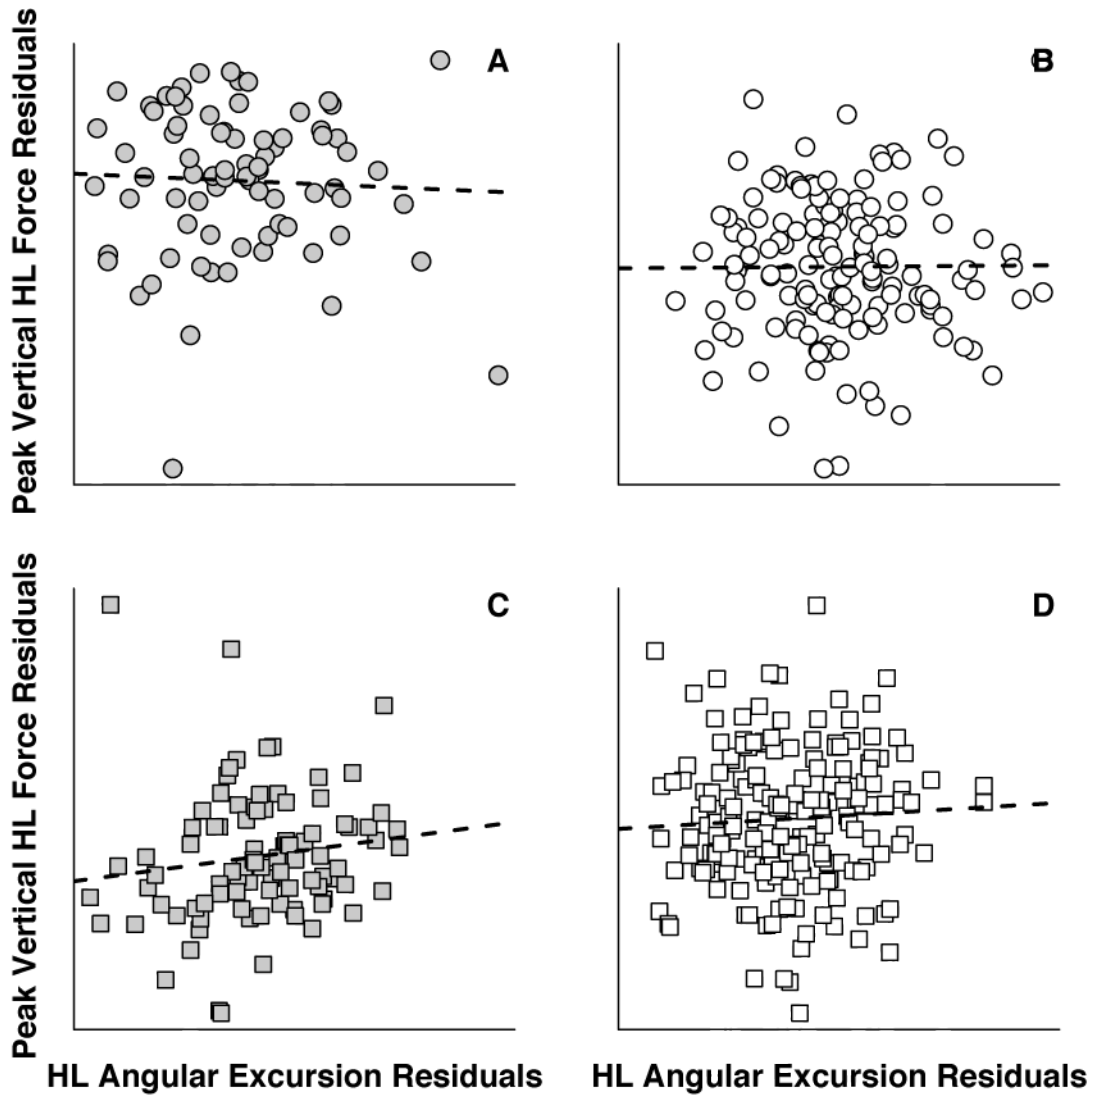 Peak Vertical HL Force Residuals
A
B
Peak Vertical HL Force Residuals
C
D
HL Angular Excursion Residuals
HL Angular Excursion Residuals